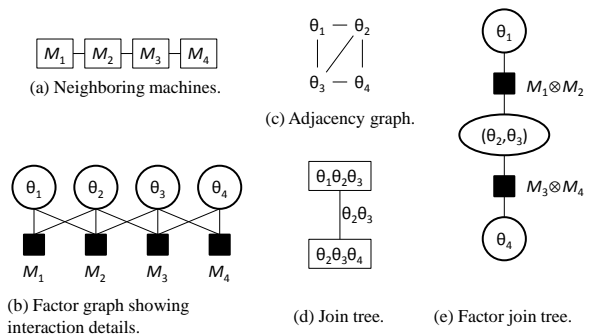 M1 M2 M3 M4
(a) Neighboring machines.
θ1 θ2 θ3 θ4
M1 M2 M3 M4
(b) Factor graph showing
interaction details.
θ1 θ2
θ3 θ4
(c) Adjacency graph.
θ1θ2θ3
θ2θ3
θ2θ3θ4
(d) Join tree.
θ1
M1⊗M2
(θ2,θ3)
M3⊗M4
θ4
(e) Factor join tree.